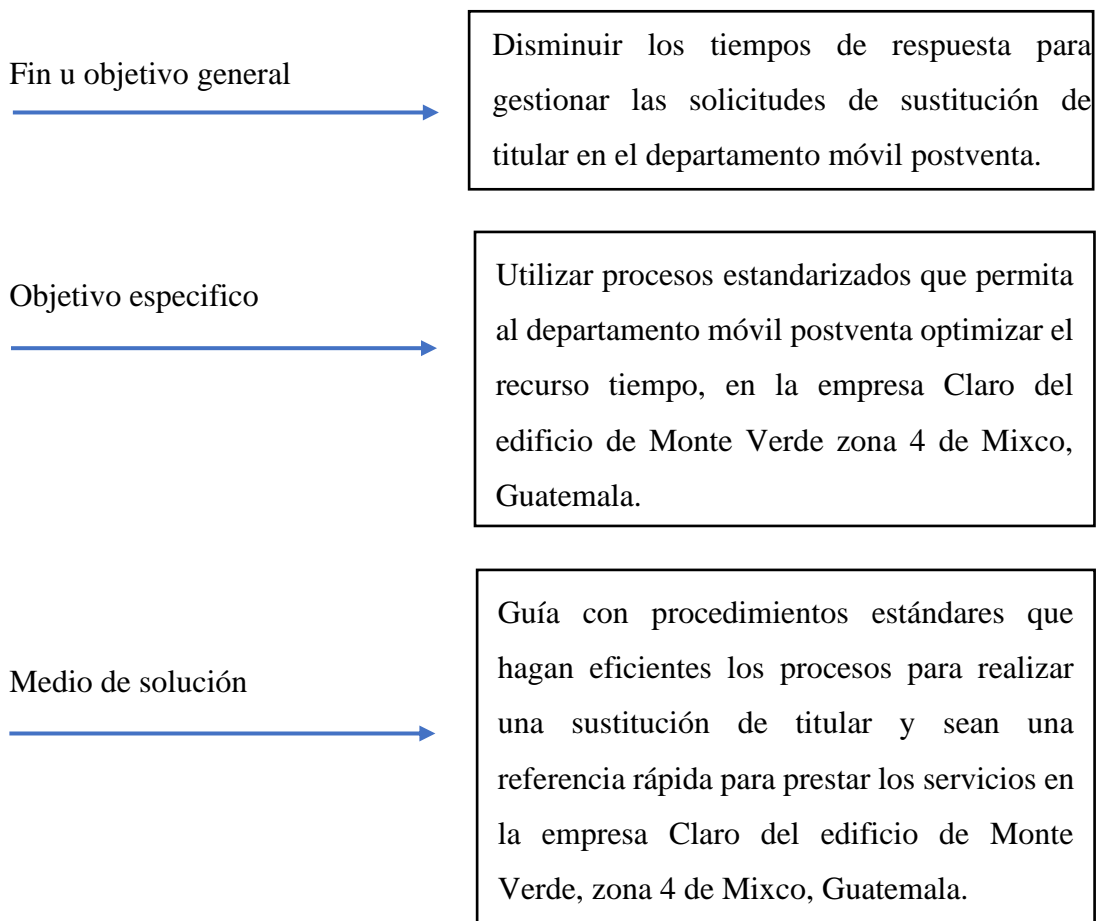 Fin u objetivo general
Disminuir los tiempos de respuesta para
gestionar las solicitudes de sustitución de
titular en el departamento móvil postventa.
Objetivo especifico
Utilizar procesos estandarizados que permita
al departamento móvil postventa optimizar el
recurso tiempo, en la empresa Claro del
edificio de Monte Verde zona 4 de Mixco,
Guatemala.
Medio de solución
Guía con procedimientos estándares que
hagan eficientes los procesos para realizar
una sustitución de titular y sean una
referencia rápida para prestar los servicios en
la empresa Claro del edificio de Monte
Verde, zona 4 de Mixco, Guatemala.